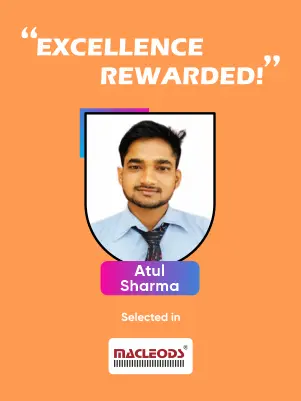 “EXCELLENCE
REWARDED!”
Atul
Sharma
Selected in
MACLEODS®